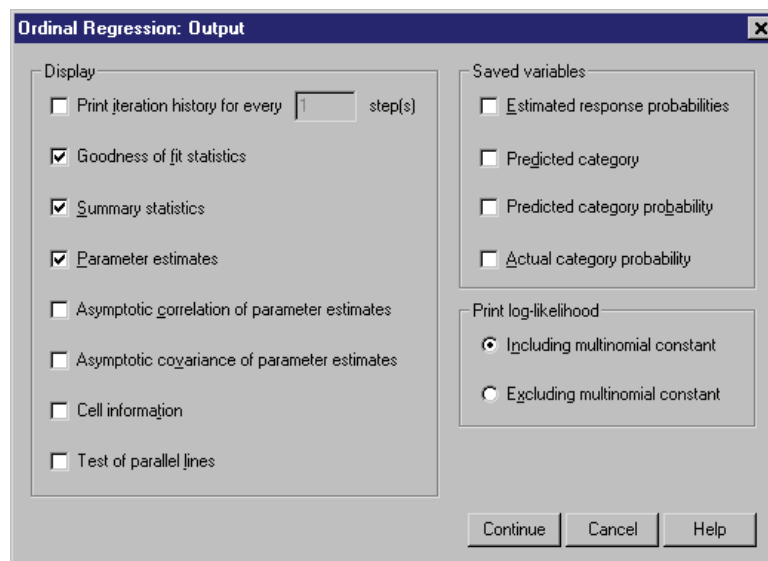 Ordinal Regression: Output
Display
Print iteration history for every 1 step(s)
Goodness of fit statistics
Summary statistics
Parameter estimates
Asymptotic correlation of parameter estimates
Asymptotic covariance of parameter estimates
Cell information
Test of parallel lines
Saved variables
Estimated response probabilities
Predicted category
Predicted category probability
Actual category probability
Print log-likelihood
Including multinomial constant
Excluding multinomial constant
Continue Cancel Help